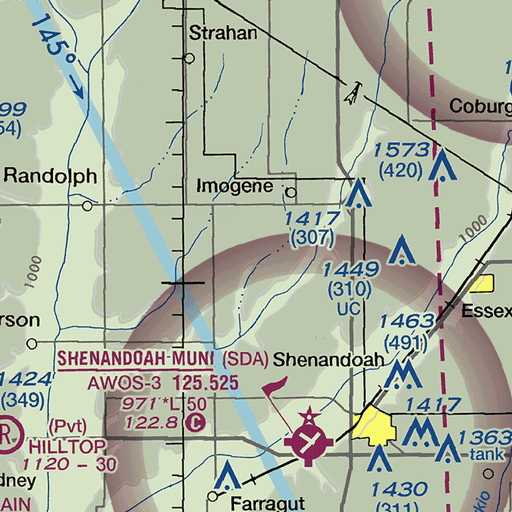 145°
Strahan
99
54)
Coburg
1573
(420)
Randolph
Imogene
1417
(307)
1000
1449
(310)
UC
1000
Essex
erson
1463
(491)
SHENANDOAH MUNI (SDA)
Shenandoah
AWOS-3 125.525
1424
(349)
971 *L 50
122.8 C
1417
R
(Pvt)
HILLTOP
1120 - 30
1363
tank
dney
AIN
Farragut
1430
(311)